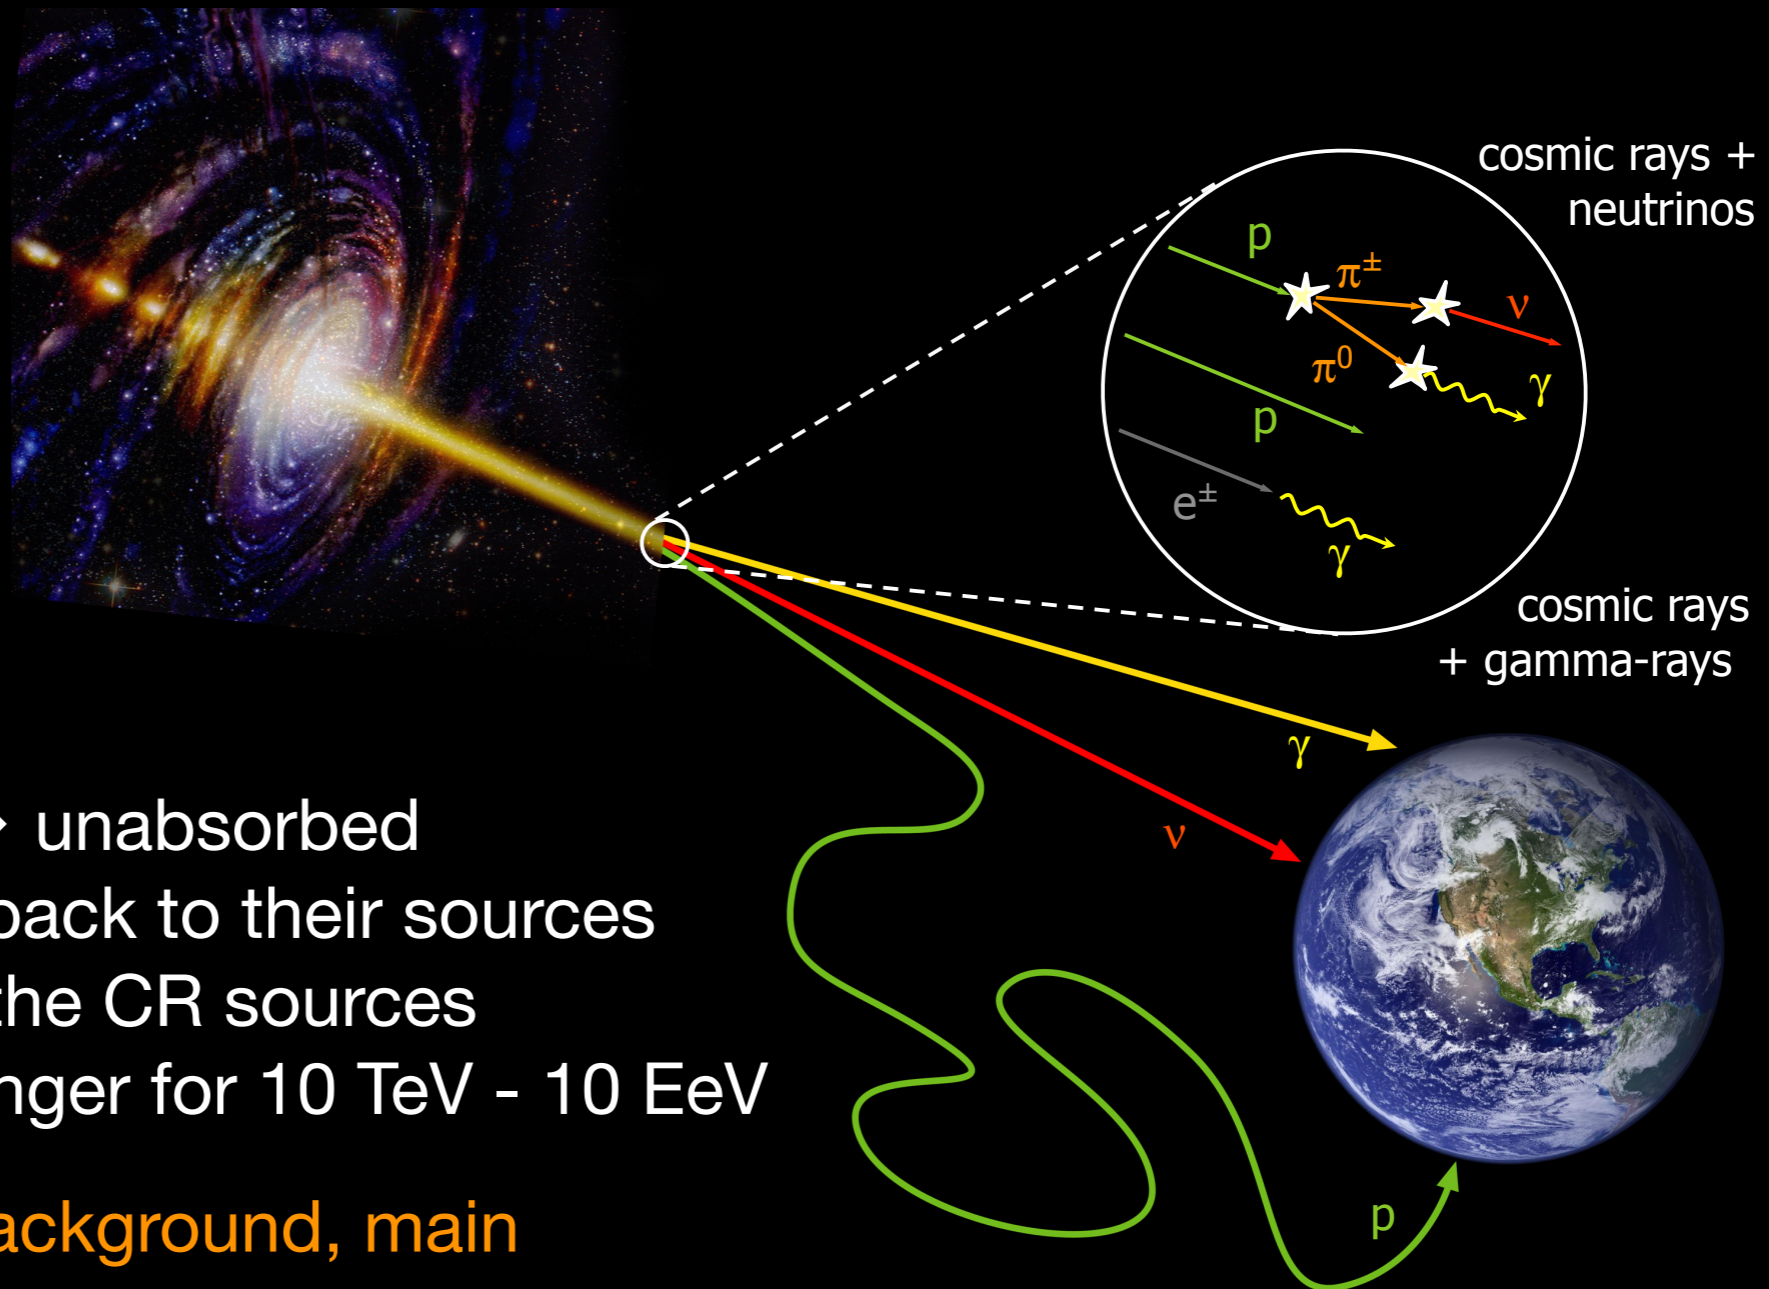 cosmic rays +
neutrinos
p
π±
ν
π0
γ
p
e±
γ
cosmic rays
+ gamma-rays
γ
ν
unabsorbed
back to their sources
the CR sources
nger for 10 TeV - 10 EeV
ackground, main
p